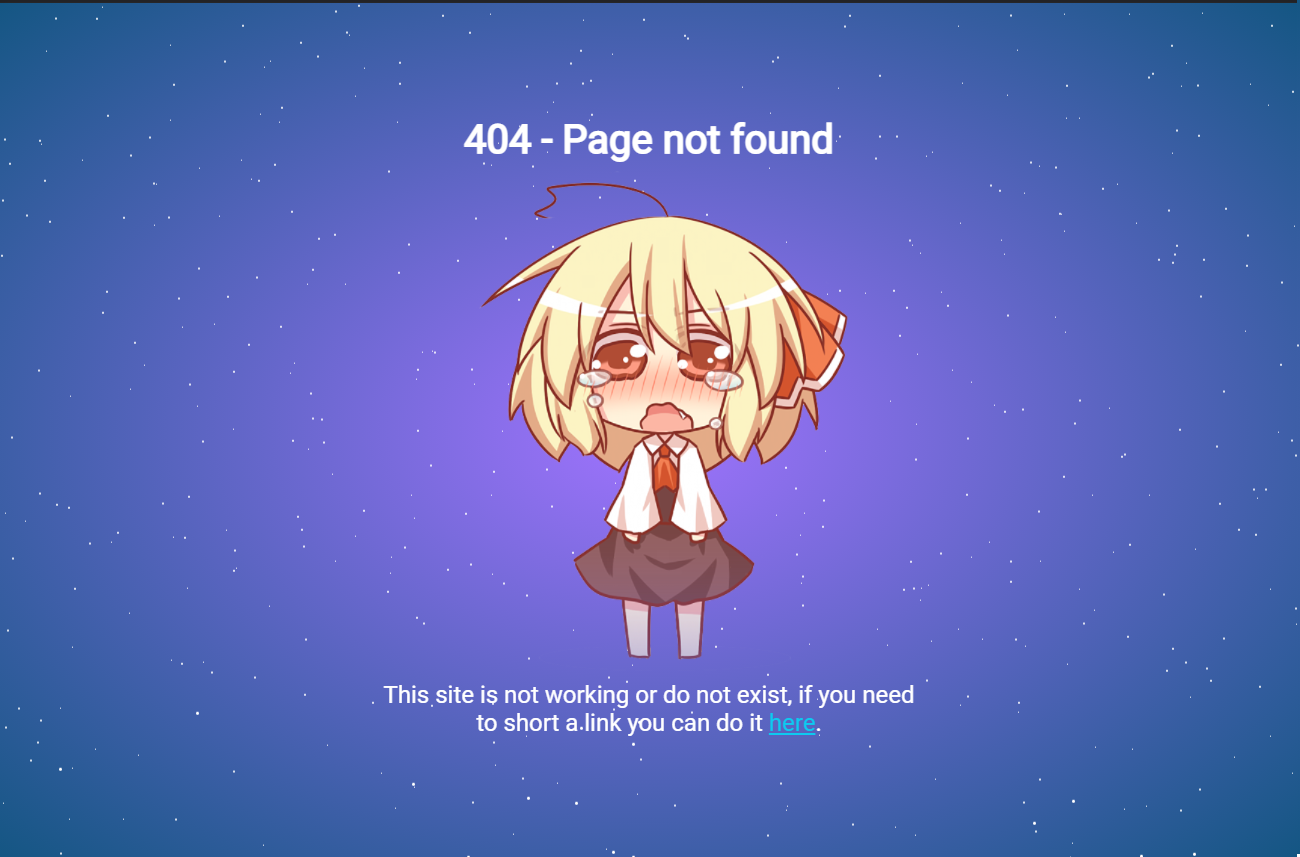 404 - Page not found
This site is not working or do not exist, if you need
to short a link you can do it here.